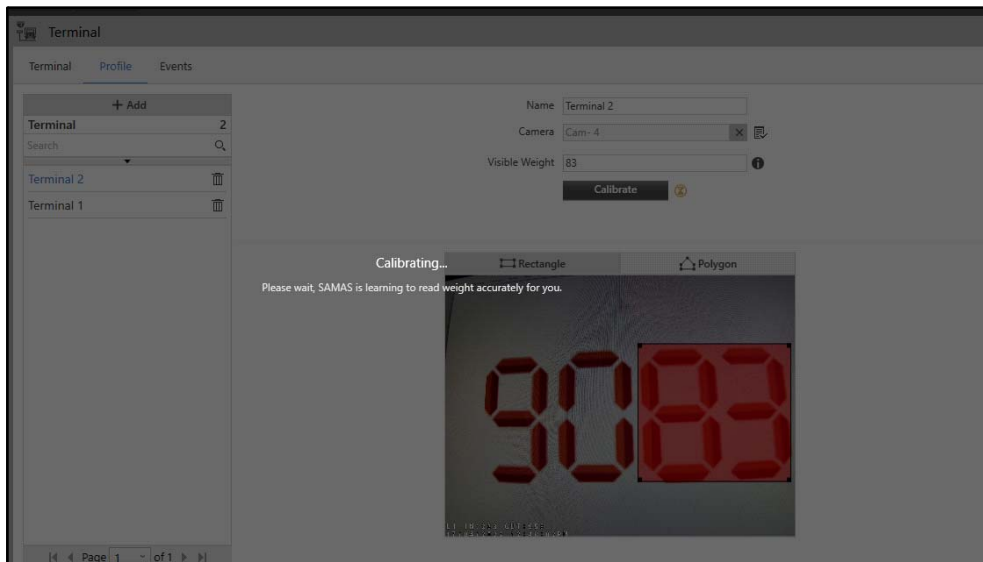 Terminal
Terminal Profile Events
+ Add
Terminal 2
Search
Terminal 2
Terminal 1
Page 1 of 1
Name Terminal 2
Camera Cam- 4
Visible Weight 83
Calibrate
Calibrating...
Please wait, SAMAS is learning to read weight accurately for you.
Rectangle Polygon
9083